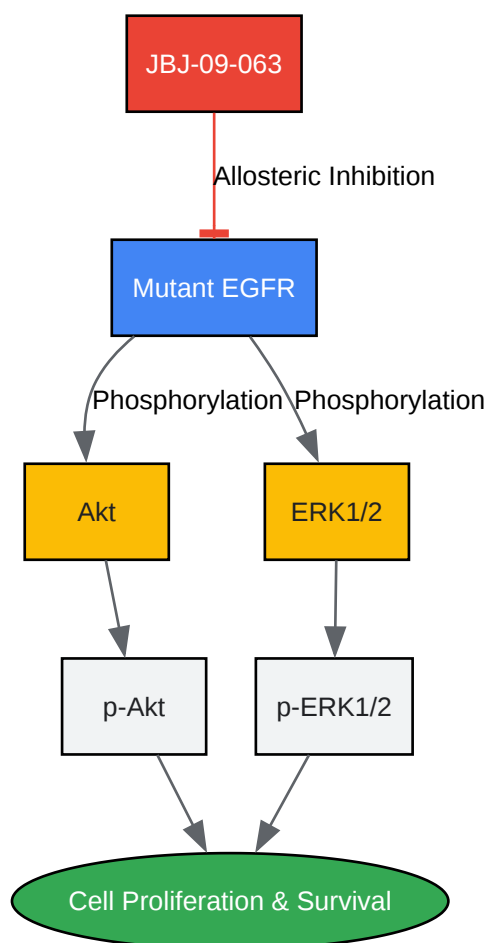 JBJ-09-063
Allosteric Inhibition
Mutant EGFR
Phosphorylation
Phosphorylation
Akt
ERK1/2
p-Akt
p-ERK1/2
Cell Proliferation & Survival